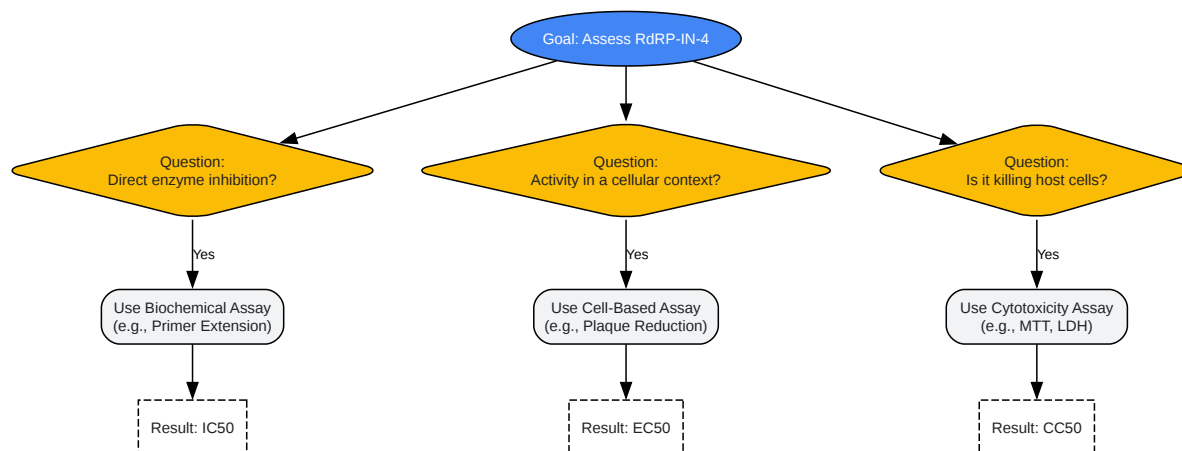 Goal: Assess RdRP-IN-4
Question:
Direct enzyme inhibition?
Question:
Activity in a cellular context?
Question:
Is it killing host cells?
Yes
Yes
Yes
Use Biochemical Assay
(e.g., Primer Extension)
Use Cell-Based Assay
(e.g., Plaque Reduction)
Use Cytotoxicity Assay
(e.g., MTT, LDH)
Result: IC50
Result: EC50
Result: CC50